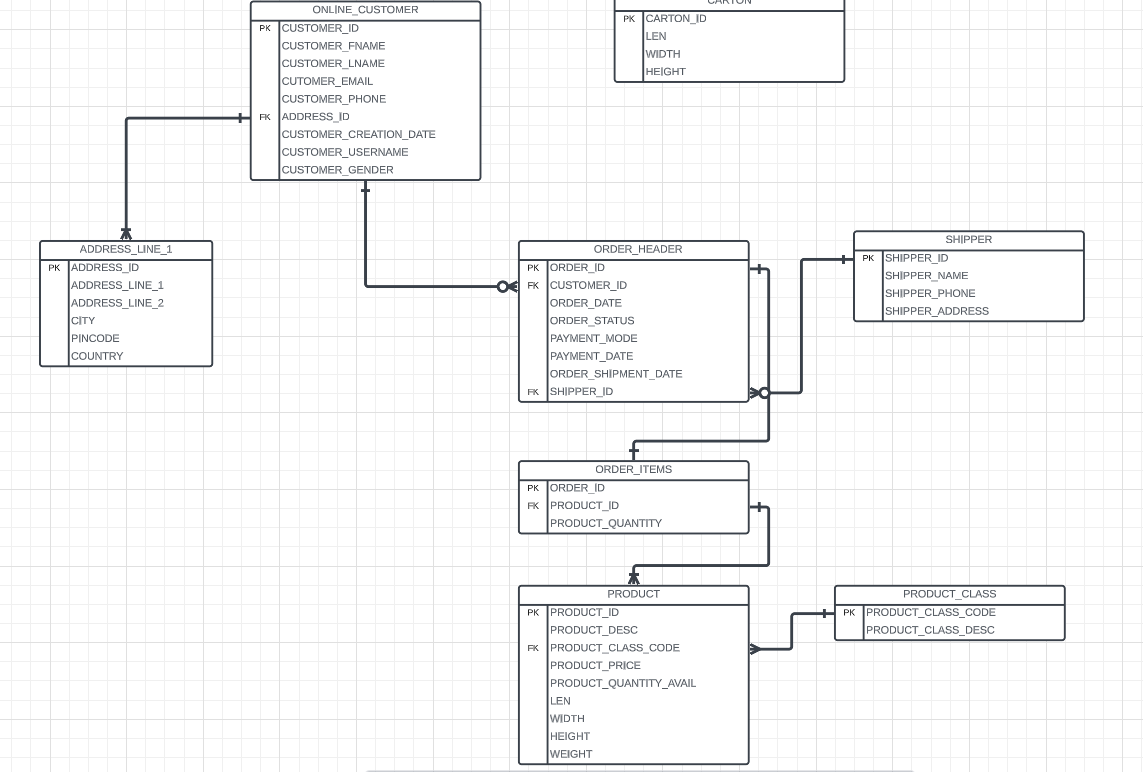 ONLINE_CUSTOMER
PK CUSTOMER_ID
CUSTOMER_FNAME
CUSTOMER_LNAME
CUTOMER_EMAIL
CUSTOMER_PHONE
FK ADDRESS_ID
CUSTOMER_CREATION_DATE
CUSTOMER_USERNAME
CUSTOMER_GENDER
CARTON
PK CARTON_ID
LEN
WIDTH
HEIGHT
ADDRESS_LINE_1
PK ADDRESS_ID
ADDRESS_LINE_1
ADDRESS_LINE_2
CITY
PINCODE
COUNTRY
ORDER_HEADER
PK ORDER_ID
FK CUSTOMER_ID
ORDER_DATE
ORDER_STATUS
PAYMENT_MODE
PAYMENT_DATE
ORDER_SHIPMENT_DATE
FK SHIPPER_ID
SHIPPER
PK SHIPPER_ID
SHIPPER_NAME
SHIPPER_PHONE
SHIPPER_ADDRESS
ORDER_ITEMS
PK ORDER_ID
FK PRODUCT_ID
PRODUCT_QUANTITY
PRODUCT
PK PRODUCT_ID
PRODUCT_DESC
FK PRODUCT_CLASS_CODE
PRODUCT_PRICE
PRODUCT_QUANTITY_AVAIL
LEN
WIDTH
HEIGHT
WEIGHT
PRODUCT_CLASS
PK PRODUCT_CLASS_CODE
PRODUCT_CLASS_DESC